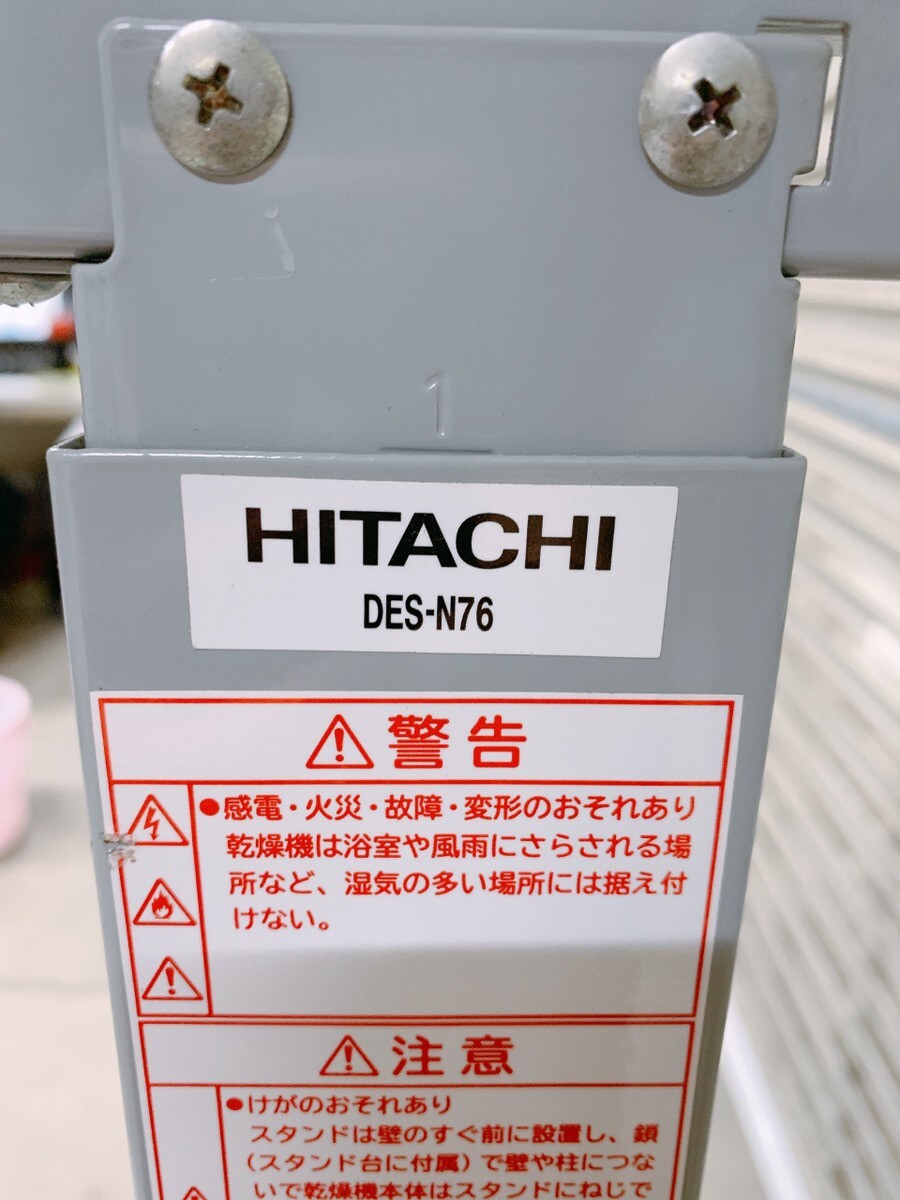 1
HITACHI
DES-N76
警告
●感電・火災・故障・変形のおそれあり
乾燥機は浴室や風雨にさらされる場
所など、湿気の多い場所には据え付
けない。
注意
●けがのおそれあり
スタンドは壁のすぐ前に設置し、鎖
（スタンド台に付属）で壁や柱につな
いで乾燥機本体はスタンドにねじで